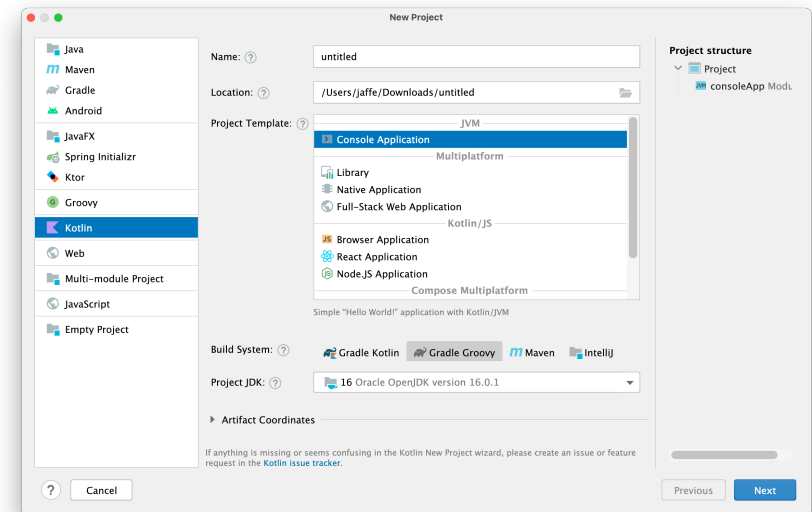 New Project
Java
Maven
Gradle
Android
JavaFX
Spring Initializr
Ktor
Groovy
Kotlin
Web
Multi-module Project
JavaScript
Empty Project
Name: ?
untitled
Location: ?
/Users/jaffe/Downloads/untitled
Project Template: ?
JVM
Console Application
Multiplatform
Library
Native Application
Full-Stack Web Application
Kotlin/JS
JS Browser Application
React Application
Node.JS Application
Compose Multiplatform
Simple "Hello World!" application with Kotlin/JVM
Build System: ?
Gradle Kotlin Gradle Groovy Maven IntelliJ
Project JDK: ?
16 Oracle OpenJDK version 16.0.1
Artifact Coordinates
If anything is missing or seems confusing in the Kotlin New Project wizard, please create an issue or feature
request in the Kotlin issue tracker.
Project structure
Project
JVM consoleApp Modu
? Cancel
Previous Next